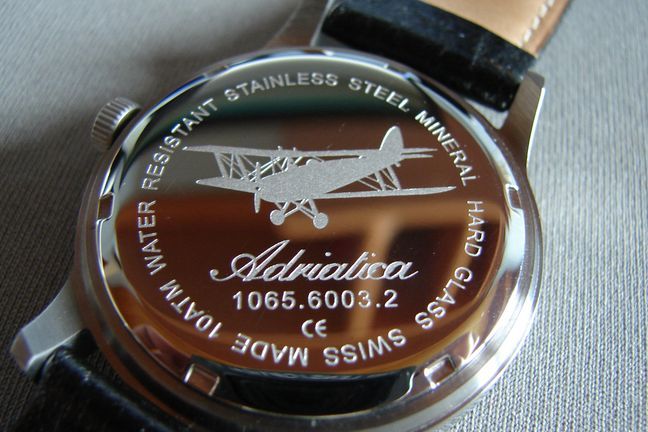 10ATM WATER RESISTANT STAINLESS STEEL MINERAL HARD GLASS SWISS MADE
Adriatica
1065.6003.2
CE